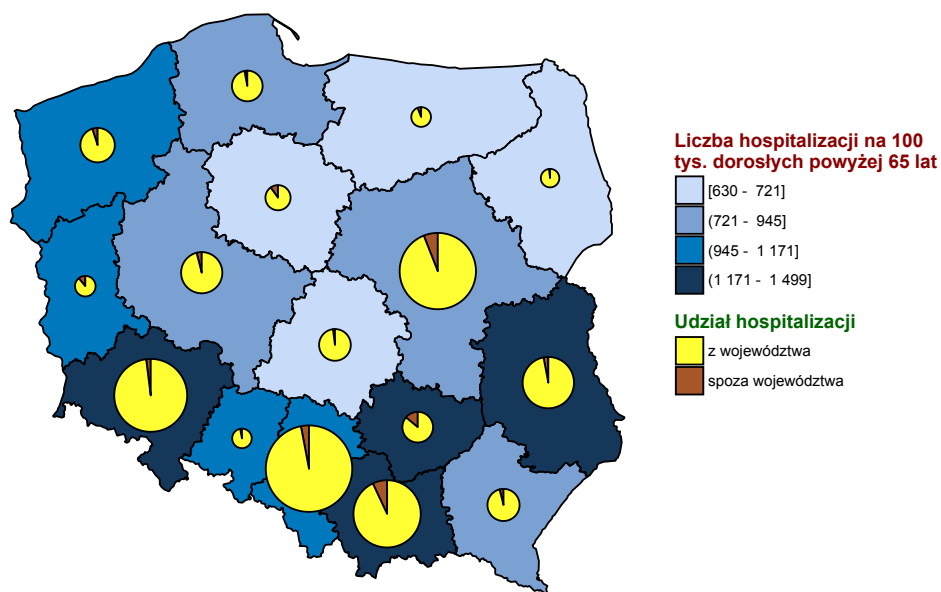 Liczba hospitalizacji na 100
tys. dorosłych powyżej 65 lat
[630 - 721]
(721 - 945]
(945 - 1 171]
(1 171 - 1 499]
Udział hospitalizacji
z województwa
spoza województwa